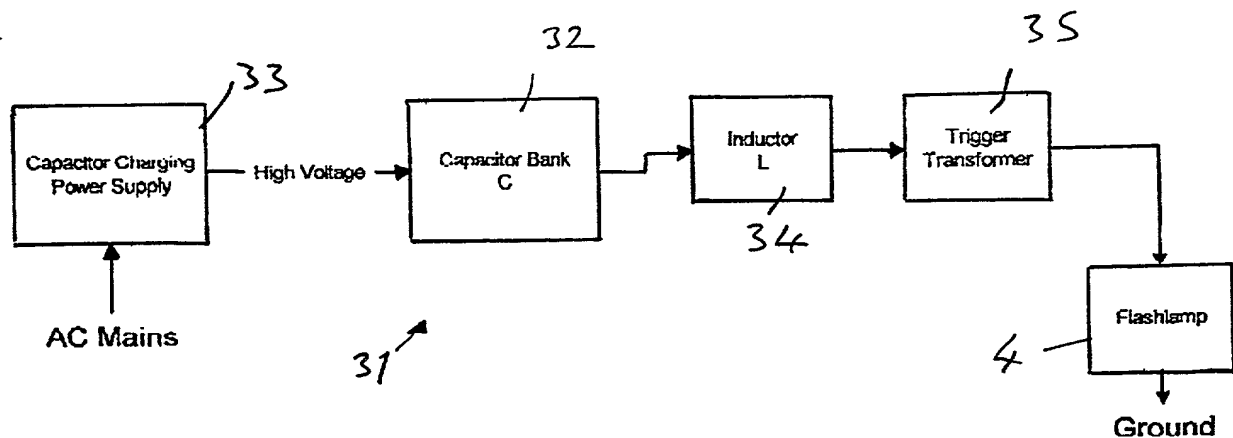 33
32
35
Capacitor Charging
Power Supply
High Voltage
Capacitor Bank
C
Inductor
L
Trigger
Transformer
34
AC Mains
31
4
Flashlamp
Ground